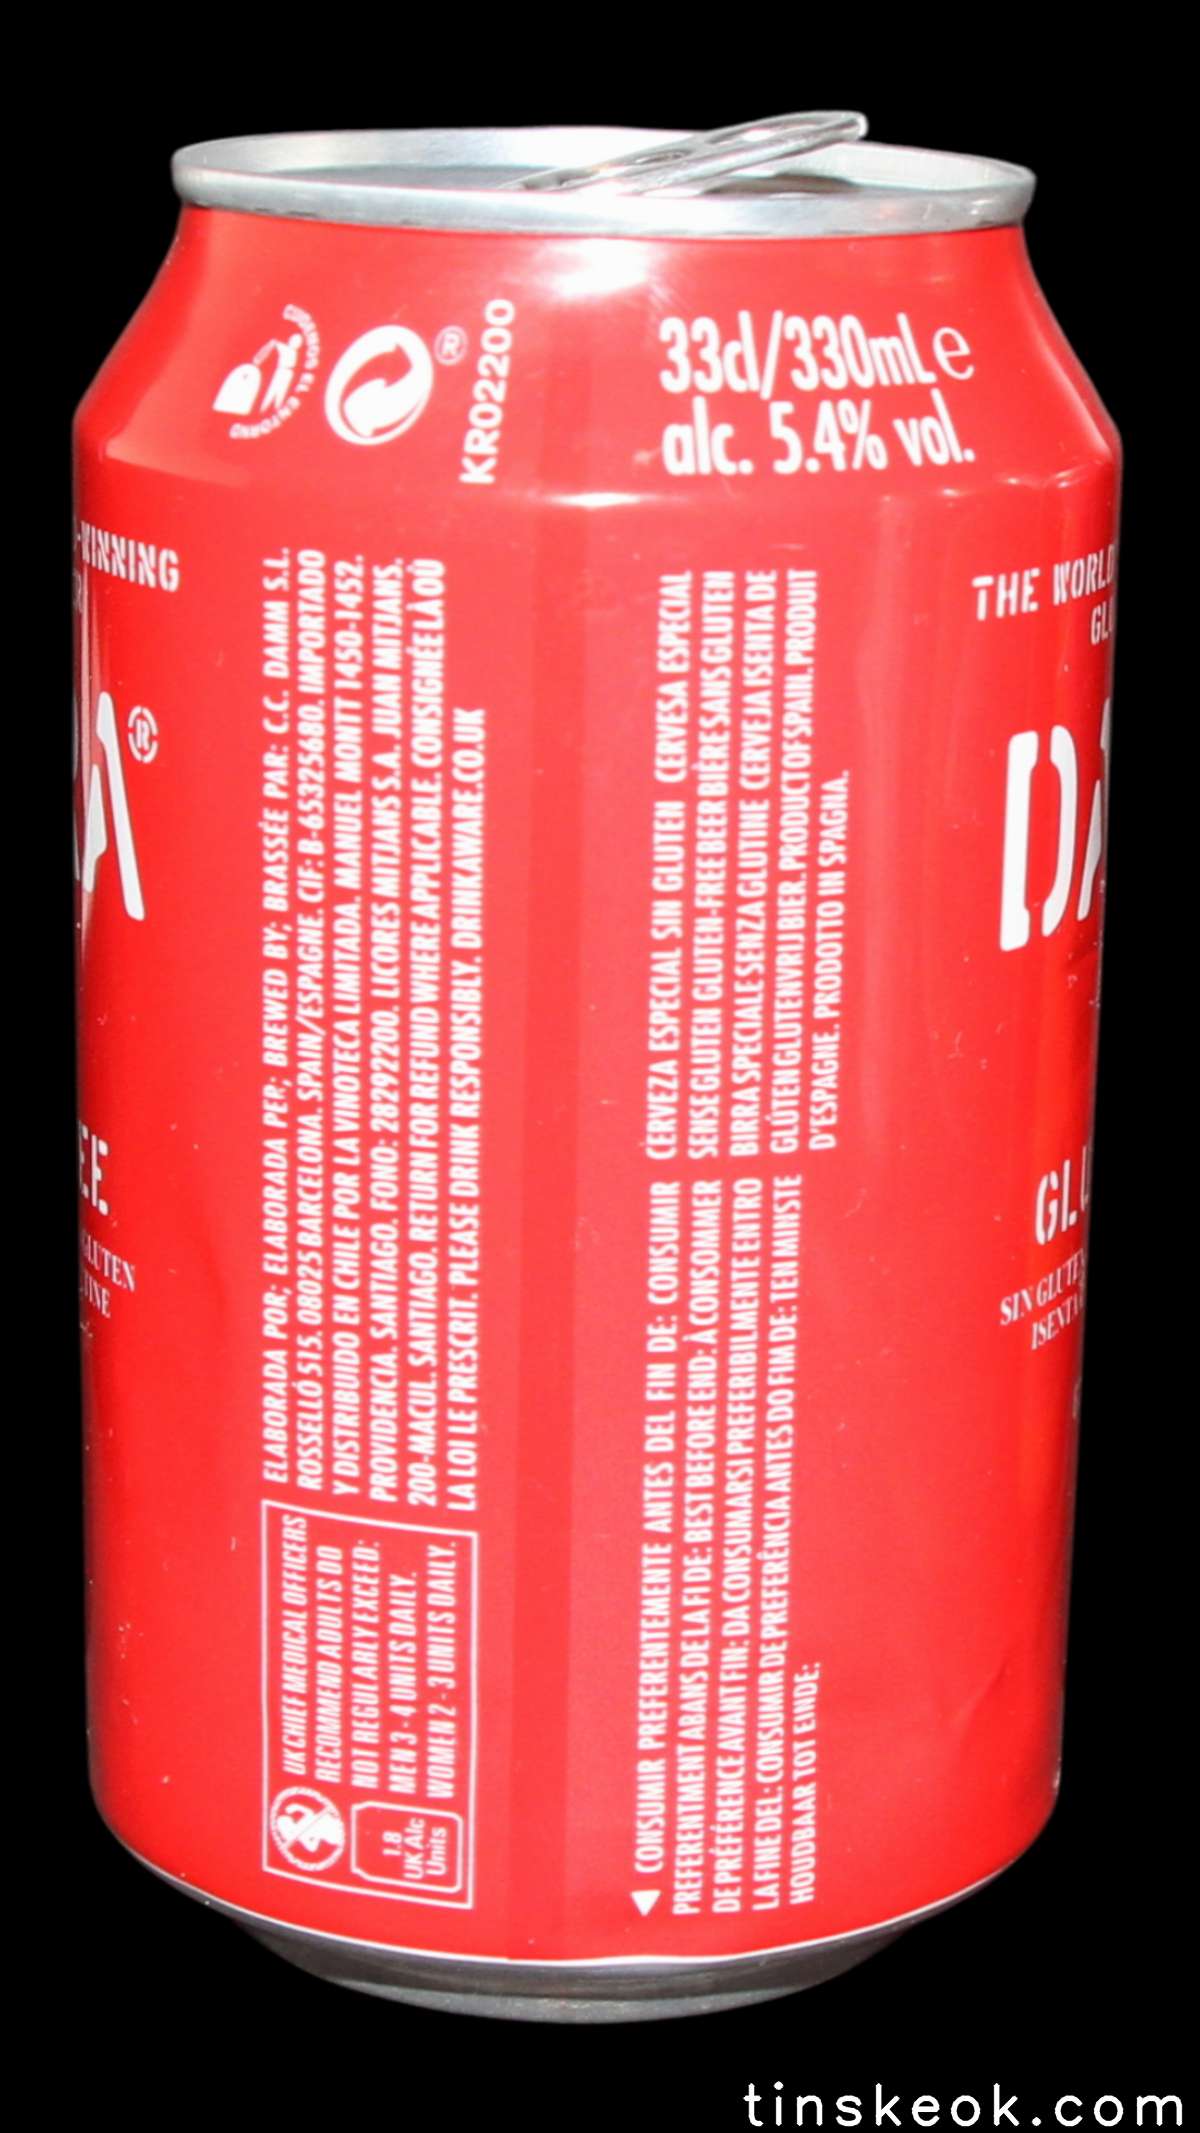 33cl/330mL e
alc. 5.4% vol.
CUIDA EL ENTORNO
®
KR02200
-WINNING
®
GLUTEN
ELABORADA POR; ELABORADA PER; BREWED BY; BRASSÉE PAR: C.C. DAMM S.L.
ROSSELLÓ 515. 08025 BARCELONA. SPAIN/ESPAGNE. CIF: B-65325680. IMPORTADO
Y DISTRIBUIDO EN CHILE POR LA VINOTECA LIMITADA. MANUEL MONTT 1450-1452.
PROVIDENCIA. SANTIAGO. FONO: 28292200. LICORES MITJANS S.A. JUAN MITJANS.
200-MACUL. SANTIAGO. RETURN FOR REFUND WHERE APPLICABLE. CONSIGNÉE LÀ OÙ
LA LOI LE PRESCRIT. PLEASE DRINK RESPONSIBLY. DRINKAWARE.CO.UK
UK CHIEF MEDICAL OFFICERS
RECOMMEND ADULTS DO
NOT REGULARLY EXCED:
MEN 3 - 4 UNITS DAILY.
WOMEN 2 - 3 UNITS DAILY.
1.8
UK Alc
Units
CERVEZA ESPECIAL SIN GLUTEN CERVESA ESPECIAL
SENSE GLUTEN GLUTEN-FREE BEER BIÈRE SANS GLUTEN
BIRRA SPECIALE SENZA GLUTINE CERVEJA ISENTA DE
GLÚTEN GLUTENVRIJ BIER. PRODUCT OF SPAIN. PRODUIT
D'ESPAGNE. PRODOTTO IN SPAGNA.
CONSUMIR PREFERENTEMENTE ANTES DEL FIN DE: CONSUMIR
PREFERENTMENT ABANS DE LA FI DE: BEST BEFORE END: À CONSOMMER
DE PRÉFÉRENCE AVANT FIN: DA CONSUMARSI PREFERIBILMENTE ENTRO
LA FINE DEL: CONSUMIR DE PREFERÊNCIA ANTES DO FIM DE: TEN MINSTE
HOUDBAAR TOT EINDE:
THE WORLD
GLU
DA
GLU
SIN GLUTE
ISENTA
tinskeok.com